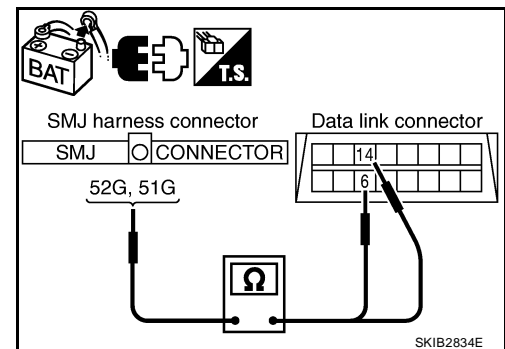 BAT
T.S.
SMJ harness connector
Data link connector
SMJ
CONNECTOR
14
6
52G, 51G
Ω
SKIB2834E